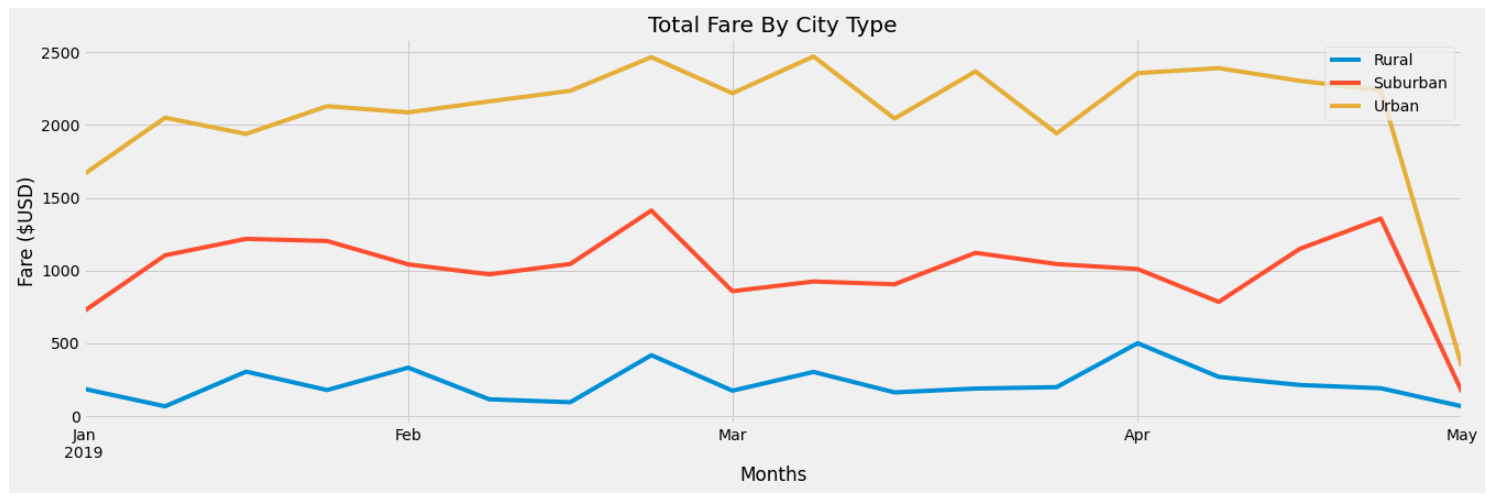 Total Fare By City Type
Rural
Suburban
Urban
Fare ($USD)
2500
2000
1500
1000
500
0
Jan
2019
Feb
Mar
Apr
May
Months